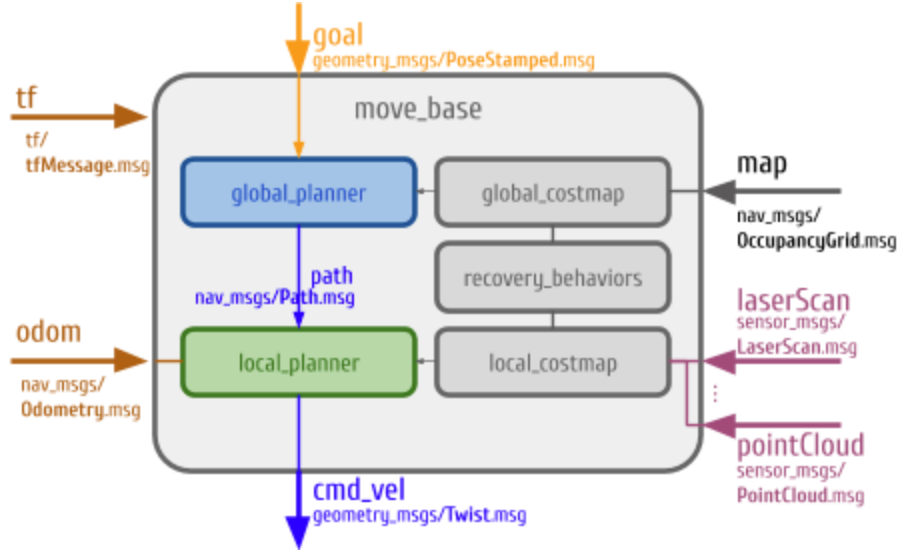 goal
geometry_msgs/PoseStamped.msg
tf
tf/
tfMessage.msg
move_base
global_planner
global_costmap
map
nav_msgs/
OccupancyGrid.msg
path
nav_msgs/Path.msg
recovery_behaviors
laserScan
sensor_msgs/
LaserScan.msg
odom
nav_msgs/
Odometry.msg
local_planner
local_costmap
⋮
pointCloud
sensor_msgs/
PointCloud.msg
cmd_vel
geometry_msgs/Twist.msg